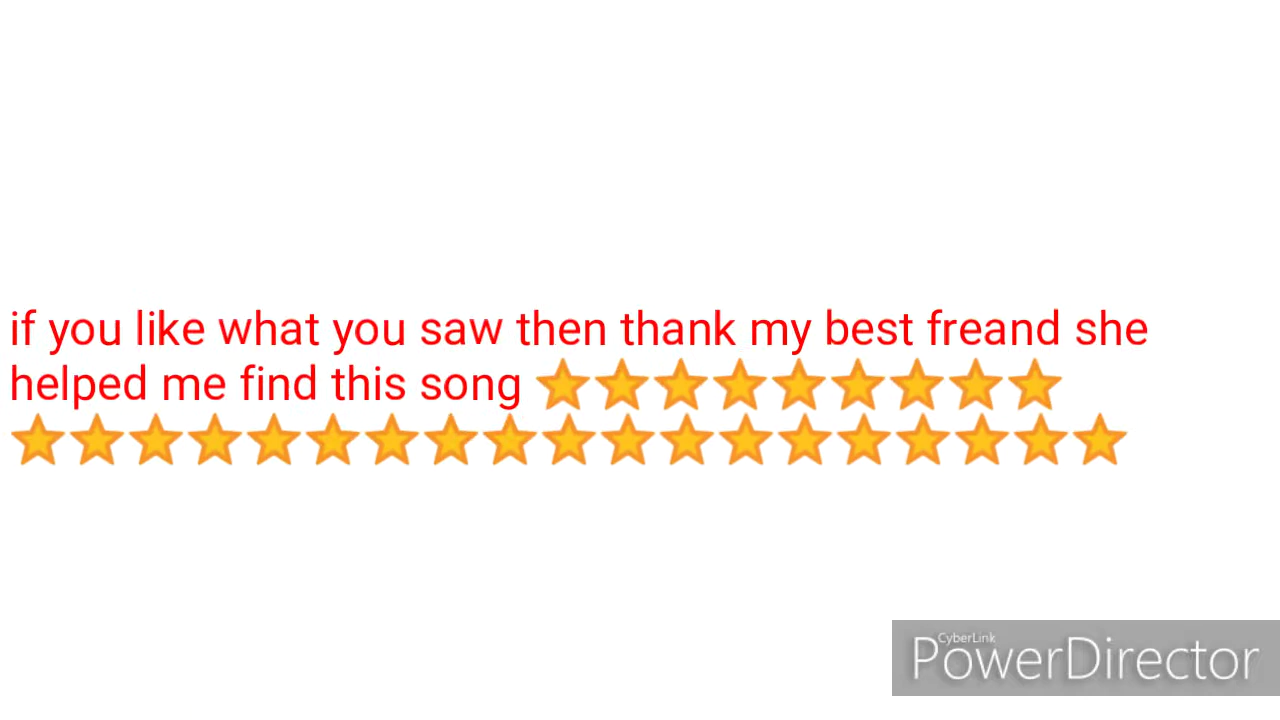 if you like what you saw then thank my best freand she
helped me find this song ⭐⭐⭐⭐⭐⭐⭐⭐⭐
⭐⭐⭐⭐⭐⭐⭐⭐⭐⭐⭐⭐⭐⭐⭐⭐⭐⭐⭐
CyberLink
PowerDirector